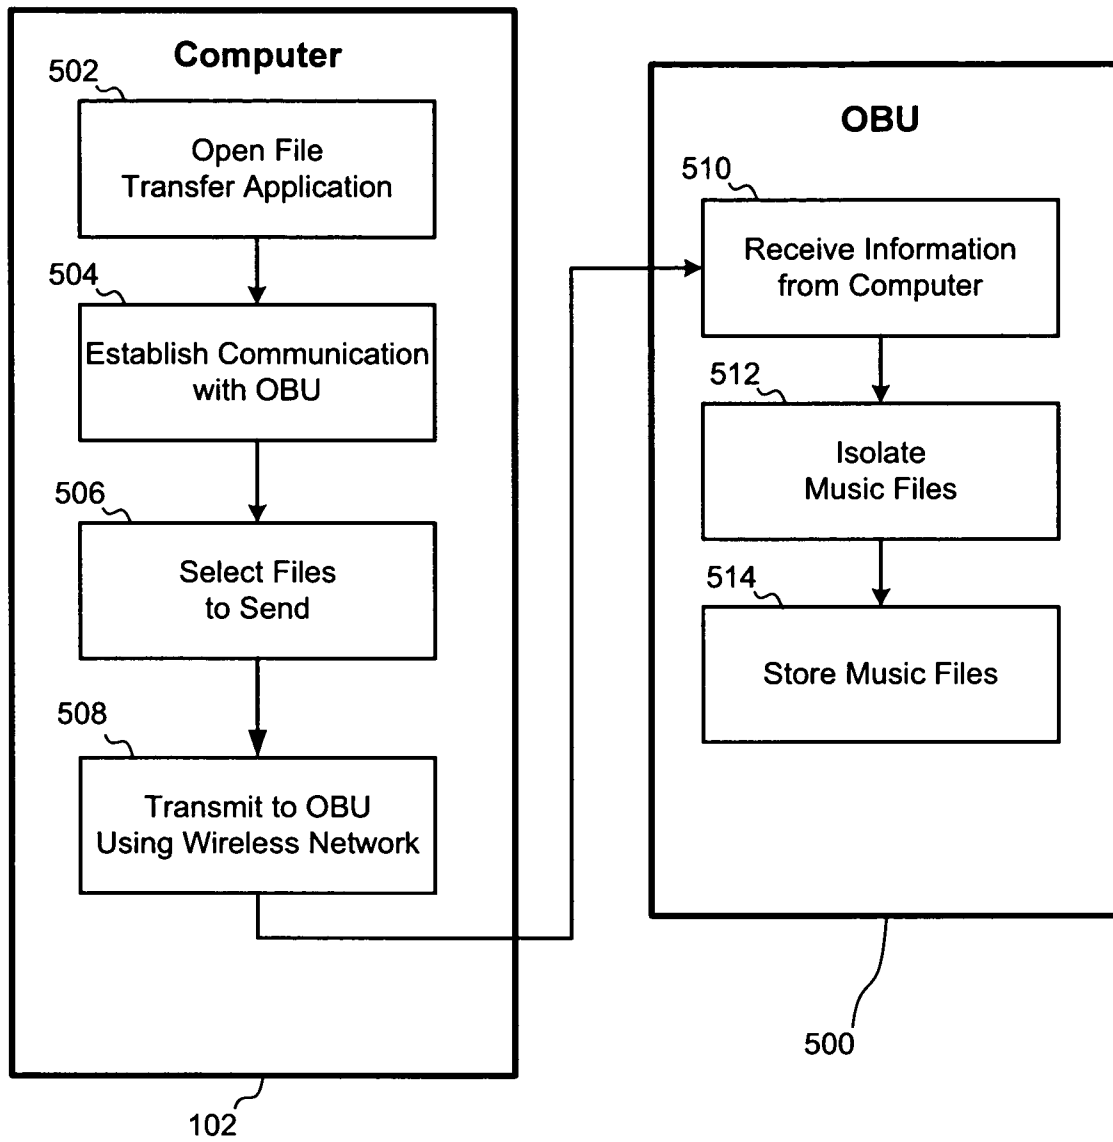 Computer
502
Open File
Transfer Application
504
Establish Communication
with OBU
506
Select Files
to Send
508
Transmit to OBU
Using Wireless Network
102
OBU
510
Receive Information
from Computer
512
Isolate
Music Files
514
Store Music Files
500